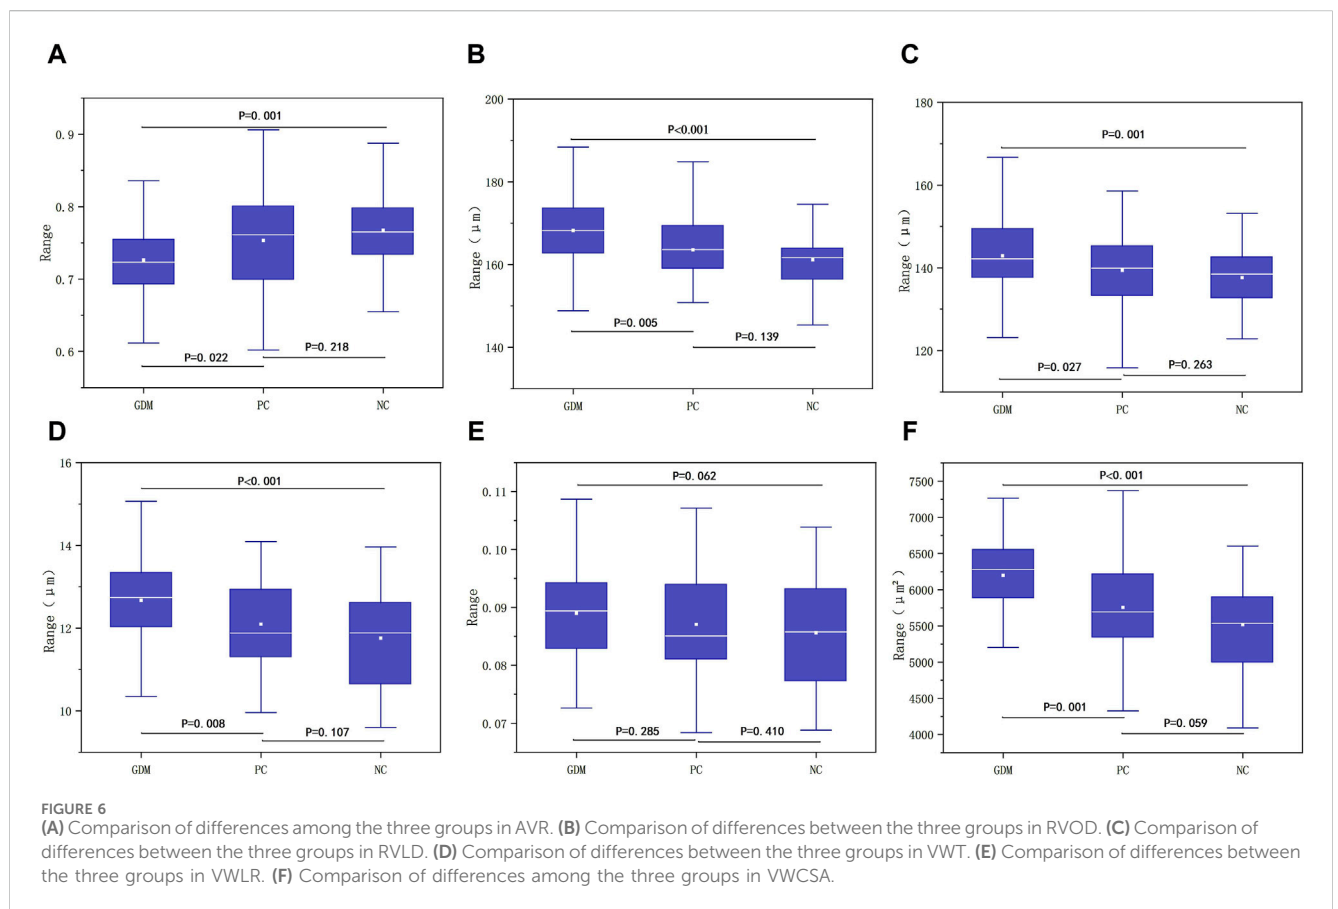 A
Range
0.9
0.8
0.7
0.6
P=0.001
P=0.022
P=0.218
GDM PC NC
B
Range (μm)
200
180
160
140
P<0.001
P=0.005
P=0.139
GDM PC NC
C
Range (μm)
180
160
140
120
P=0.001
P=0.027
P=0.263
GDM PC NC
D
Range (μm)
16
14
12
10
P<0.001
P=0.008
P=0.107
GDM PC NC
E
Range
0.11
0.10
0.09
0.08
0.07
P=0.062
P=0.285
P=0.410
GDM PC NC
F
Range (μm²)
7500
7000
6500
6000
5500
5000
4500
4000
P<0.001
P=0.001
P=0.059
GDM PC NC
FIGURE 6
(A) Comparison of differences among the three groups in AVR. (B) Comparison of differences between the three groups in RVOD. (C) Comparison of
differences between the three groups in RVLD. (D) Comparison of differences between the three groups in VWT. (E) Comparison of differences between
the three groups in VWLR. (F) Comparison of differences among the three groups in VWCSA.